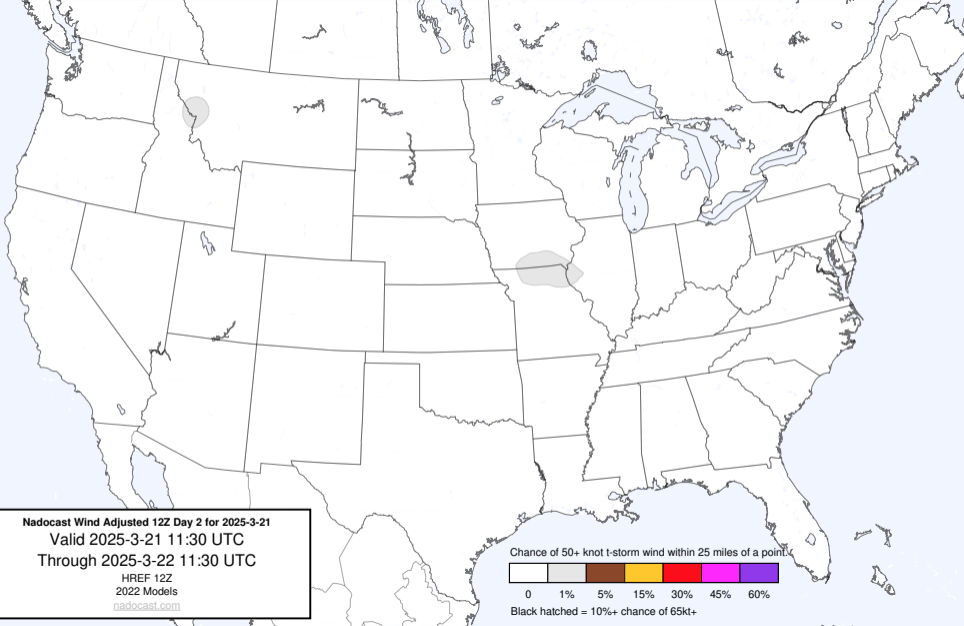 Nadocast Wind Adjusted 12Z Day 2 for 2025-3-21
Valid 2025-3-21 11:30 UTC
Through 2025-3-22 11:30 UTC
HREF 12Z
2022 Models
nadocast.com
Chance of 50+ knot t-storm wind within 25 miles of a point.
0 1% 5% 15% 30% 45% 60%
Black hatched = 10%+ chance of 65kt+